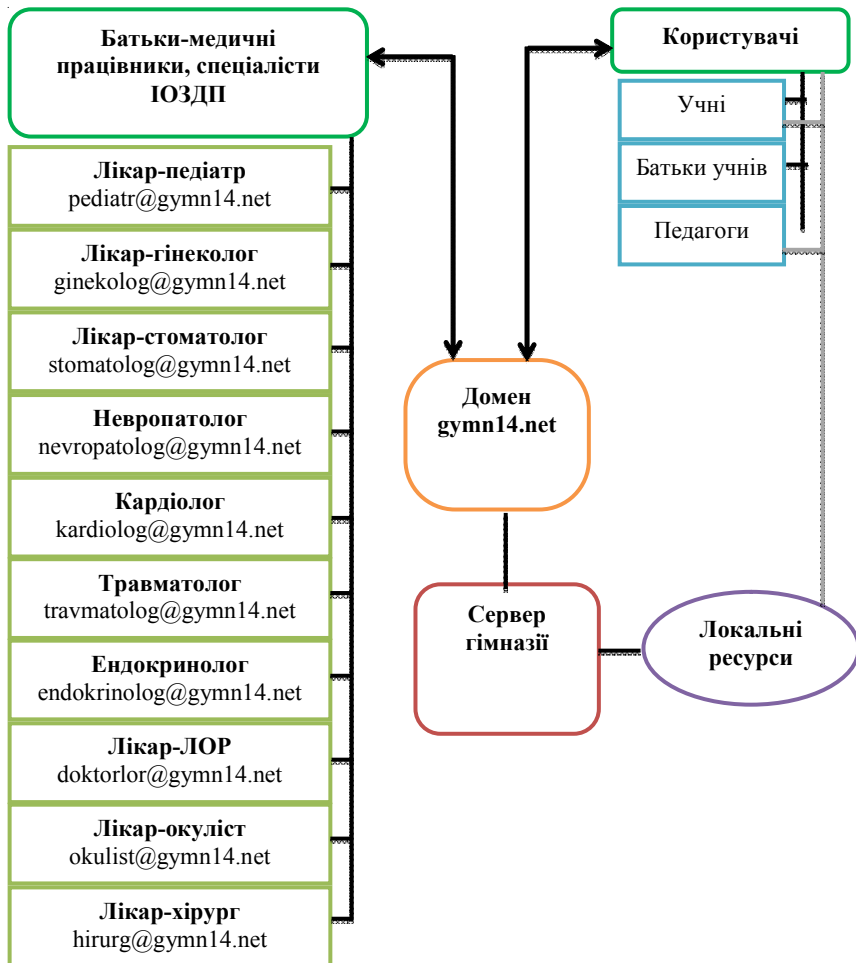 Батьки-медичні
працівники, спеціалісти
ІОЗДП
Лікар-педіатр
pediatr@gymn14.net
Лікар-гінеколог
ginekolog@gymn14.net
Лікар-стоматолог
stomatolog@gymn14.net
Невропатолог
nevropatolog@gymn14.net
Кардіолог
kardiolog@gymn14.net
Травматолог
travmatolog@gymn14.net
Ендокринолог
endokrinolog@gymn14.net
Лікар-ЛОР
doktorlor@gymn14.net
Лікар-окуліст
okulist@gymn14.net
Лікар-хірург
hirurg@gymn14.net
Домен
gymn14.net
Сервер
гімназії
Користувачі
Учні
Батьки учнів
Педагоги
Локальні
ресурси